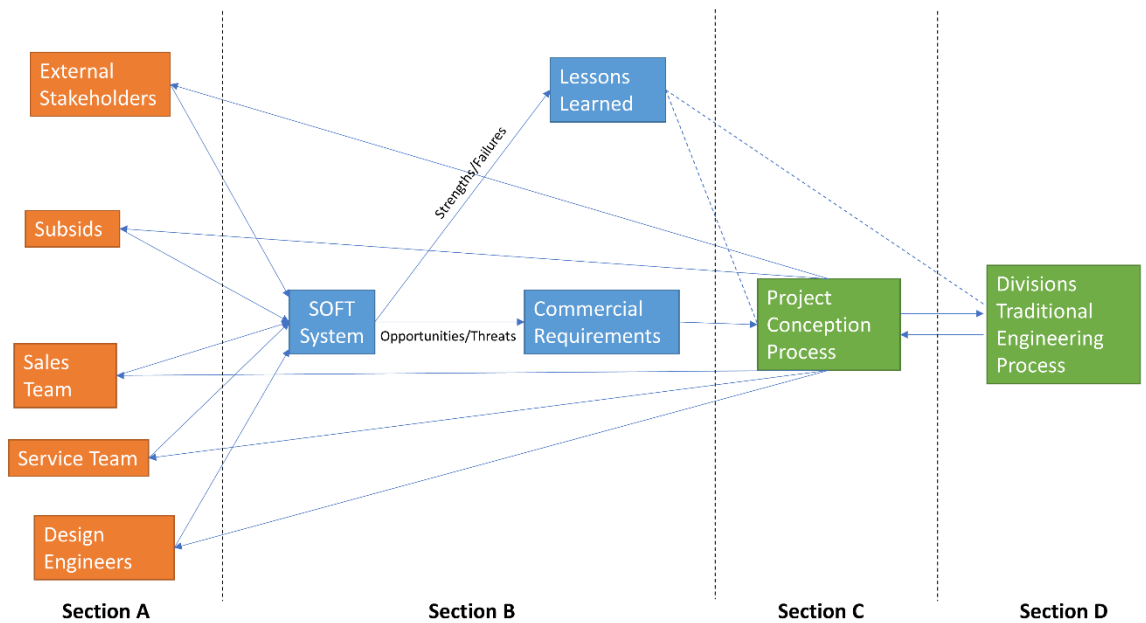 External
Stakeholders
Subsids
Sales
Team
Service Team
Design
Engineers
SOFT
System
Strengths/Failures
Opportunities/Threats
Lessons
Learned
Commercial
Requirements
Project
Conception
Process
Divisions
Traditional
Engineering
Process
Section A
Section B
Section C
Section D